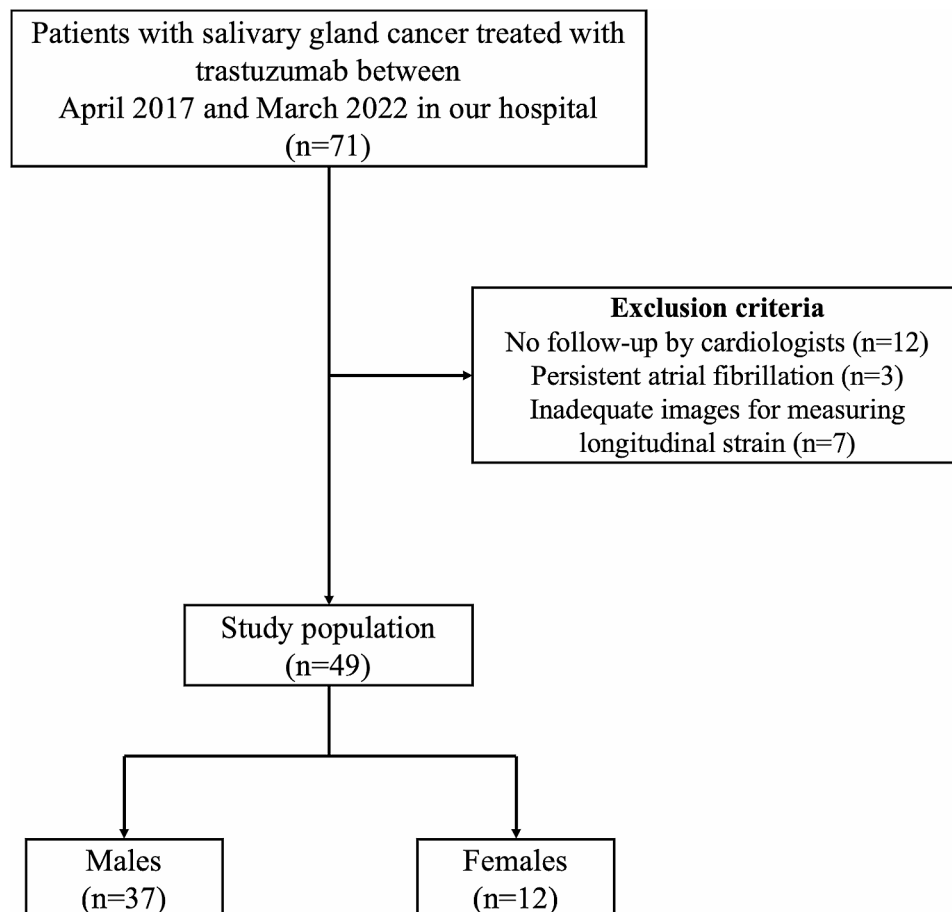 Patients with salivary gland cancer treated with
trastuzumab between
April 2017 and March 2022 in our hospital
(n=71)
Exclusion criteria
No follow-up by cardiologists (n=12)
Persistent atrial fibrillation (n=3)
Inadequate images for measuring
longitudinal strain (n=7)
Study population
(n=49)
Males
(n=37)
Females
(n=12)